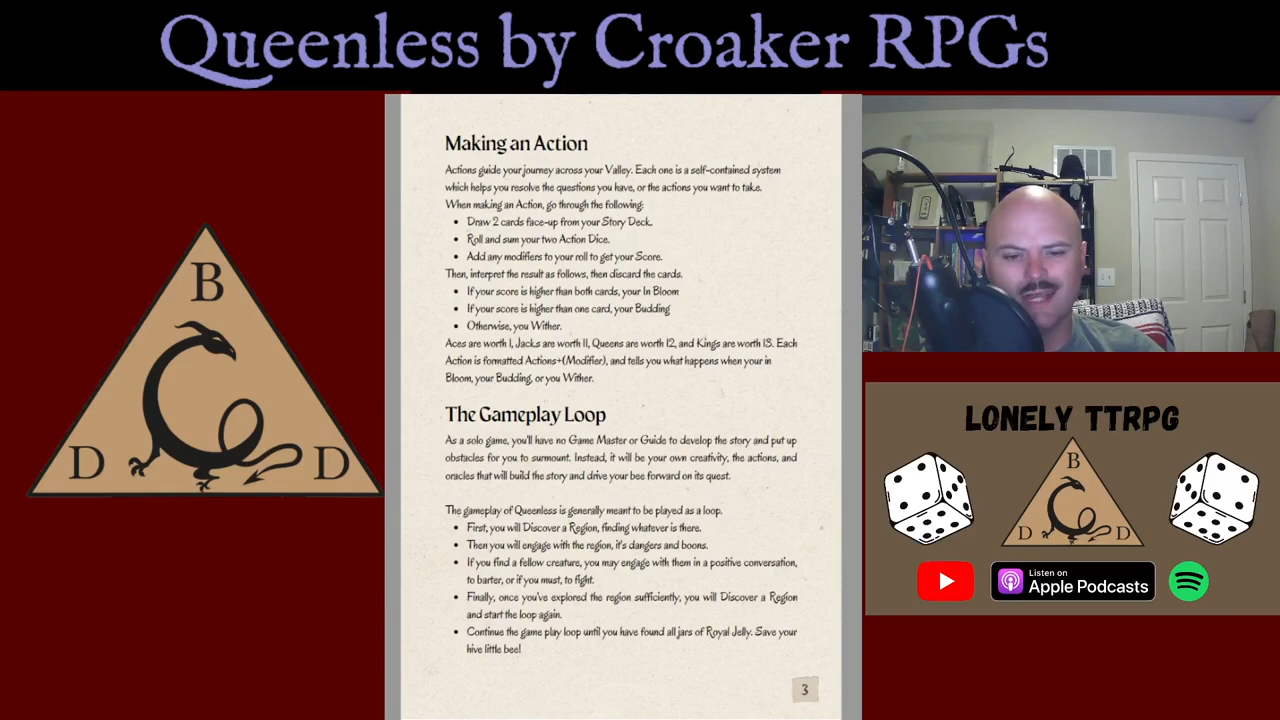 Queenless by Croaker RPGs
Making an Action
Actions guide your journey across your Valley. Each one is a self-contained system
which helps you resolve the questions you have, or the actions you want to take.
When making an Action, go through the following:
• Draw 2 cards face-up from your Story Deck.
• Roll and sum your two Action Dice.
• Add any modifiers to your roll to get your Score.
Then, interpret the result as follows, then discard the cards.
• If your score is higher than both cards, your In Bloom
• If your score is higher than one card, your Budding
• Otherwise, you Wither.
Aces are worth 1, Jacks are worth 11, Queens are worth 12, and Kings are worth 13. Each
Action is formatted Actions+(Modifier), and tells you what happens when your in
Bloom, your Budding, or you Wither.
The Gameplay Loop
As a solo game, you'll have no Game Master or Guide to develop the story and put up
obstacles for you to surmount. Instead, it will be your own creativity, the actions, and
oracles that will build the story and drive your bee forward on its quest.
The gameplay of Queenless is generally meant to be played as a loop.
• First, you will Discover a Region, finding whatever is there.
• Then you will engage with the region, it's dangers and boons.
• If you find a fellow creature, you may engage with them in a positive conversation,
to barter, or if you must, to fight.
• Finally, once you've explored the region sufficiently, you will Discover a Region
and start the loop again.
• Continue the game play loop until you have found all jars of Royal Jelly. Save your
hive little bee!
3
B
D D
LONELY TTRPG
B
D D
Listen on
Apple Podcasts